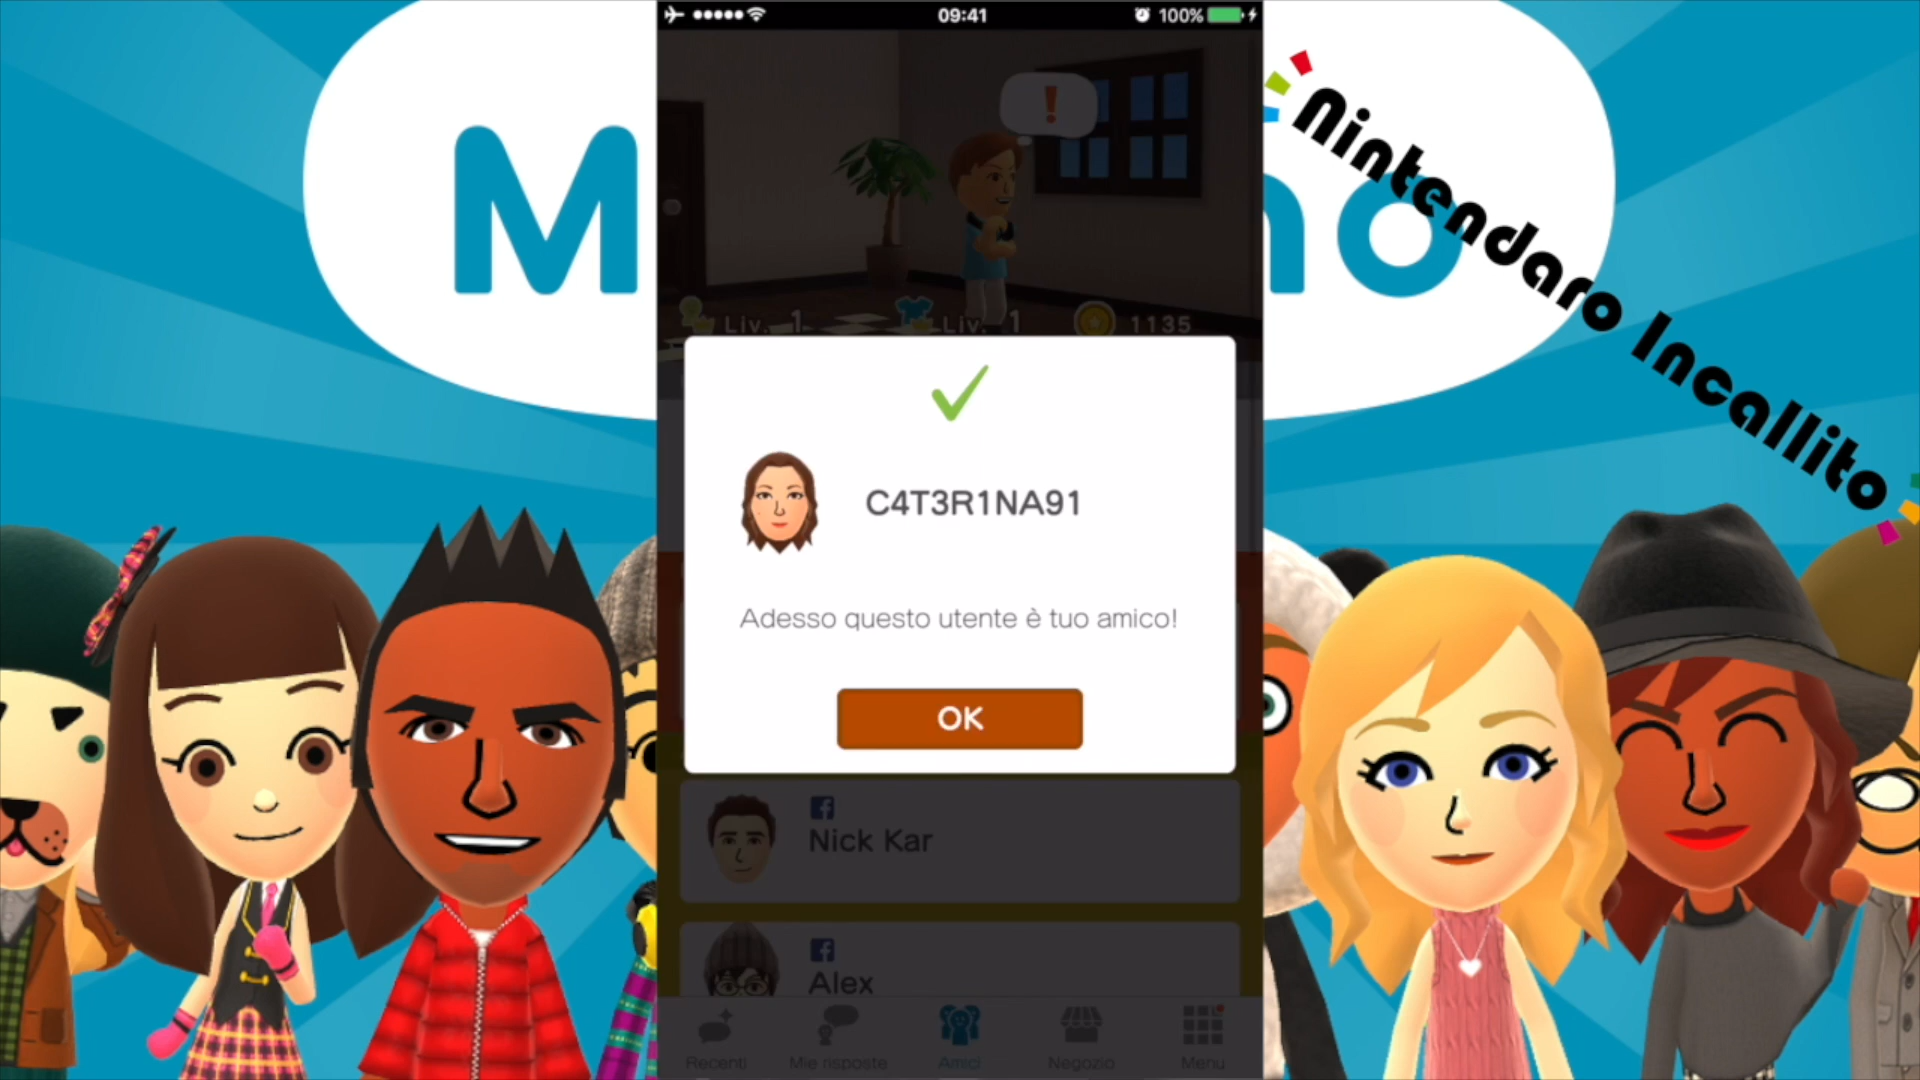 09:41
100%
M
no
Nintendaro Incallito
!
Liv. 1
Liv. 1
1135
C4T3R1NA91
Adesso questo utente è tuo amico!
OK
f
Nick Kar
f
Alex
Recenti
Mie risposte
Amici
Negozio
Menu